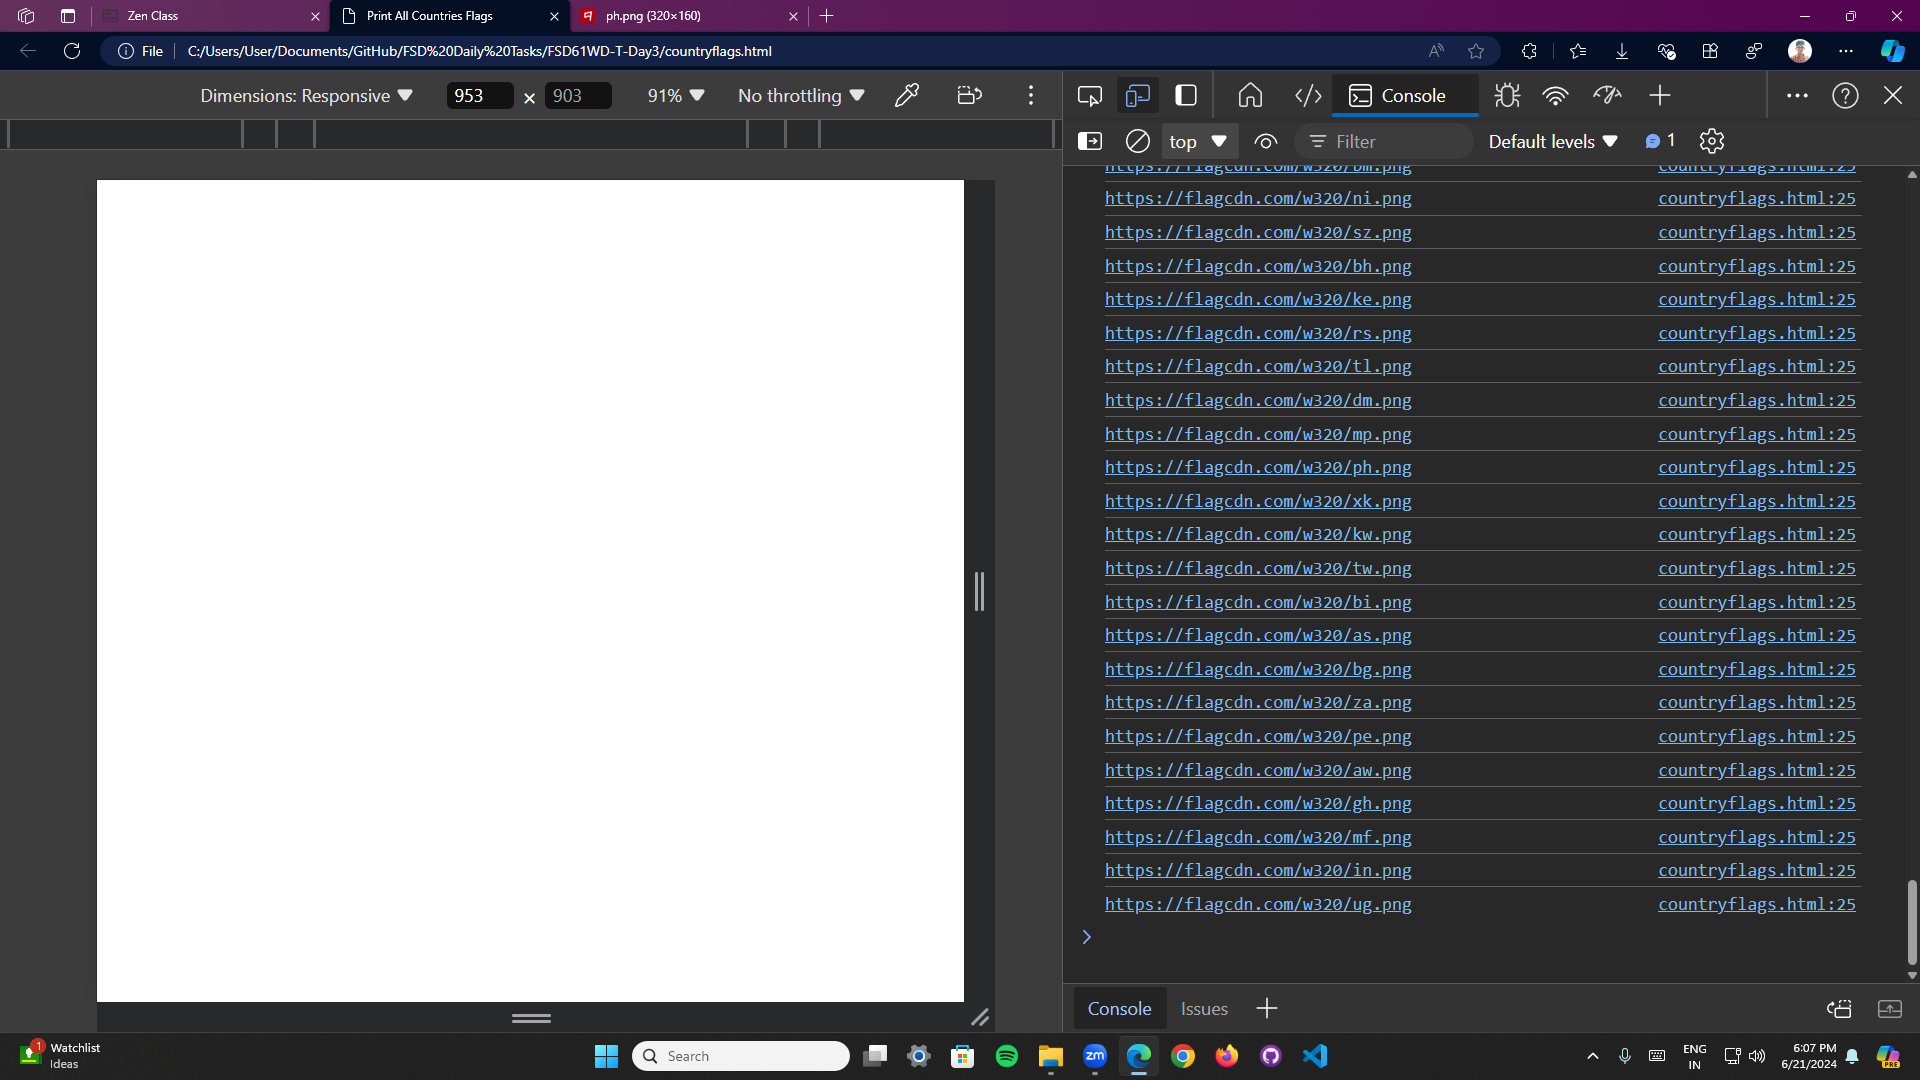 Zen Class
Print All Countries Flags
ph.png (320×160)
File
C:/Users/User/Documents/GitHub/FSD%20Daily%20Tasks/FSD61WD-T-Day3/countryflags.html
Dimensions: Responsive
953 × 903
91%
No throttling
Console
top
Filter
Default levels
1
https://flagcdn.com/w320/bm.png countryflags.html:25
https://flagcdn.com/w320/ni.png countryflags.html:25
https://flagcdn.com/w320/sz.png countryflags.html:25
https://flagcdn.com/w320/bh.png countryflags.html:25
https://flagcdn.com/w320/ke.png countryflags.html:25
https://flagcdn.com/w320/rs.png countryflags.html:25
https://flagcdn.com/w320/tl.png countryflags.html:25
https://flagcdn.com/w320/dm.png countryflags.html:25
https://flagcdn.com/w320/mp.png countryflags.html:25
https://flagcdn.com/w320/ph.png countryflags.html:25
https://flagcdn.com/w320/xk.png countryflags.html:25
https://flagcdn.com/w320/kw.png countryflags.html:25
https://flagcdn.com/w320/tw.png countryflags.html:25
https://flagcdn.com/w320/bi.png countryflags.html:25
https://flagcdn.com/w320/as.png countryflags.html:25
https://flagcdn.com/w320/bg.png countryflags.html:25
https://flagcdn.com/w320/za.png countryflags.html:25
https://flagcdn.com/w320/pe.png countryflags.html:25
https://flagcdn.com/w320/aw.png countryflags.html:25
https://flagcdn.com/w320/gh.png countryflags.html:25
https://flagcdn.com/w320/mf.png countryflags.html:25
https://flagcdn.com/w320/in.png countryflags.html:25
https://flagcdn.com/w320/ug.png countryflags.html:25
Console
Issues
1
Watchlist
Ideas
Search
zm
ENG
IN
6:07 PM
6/21/2024
PRE